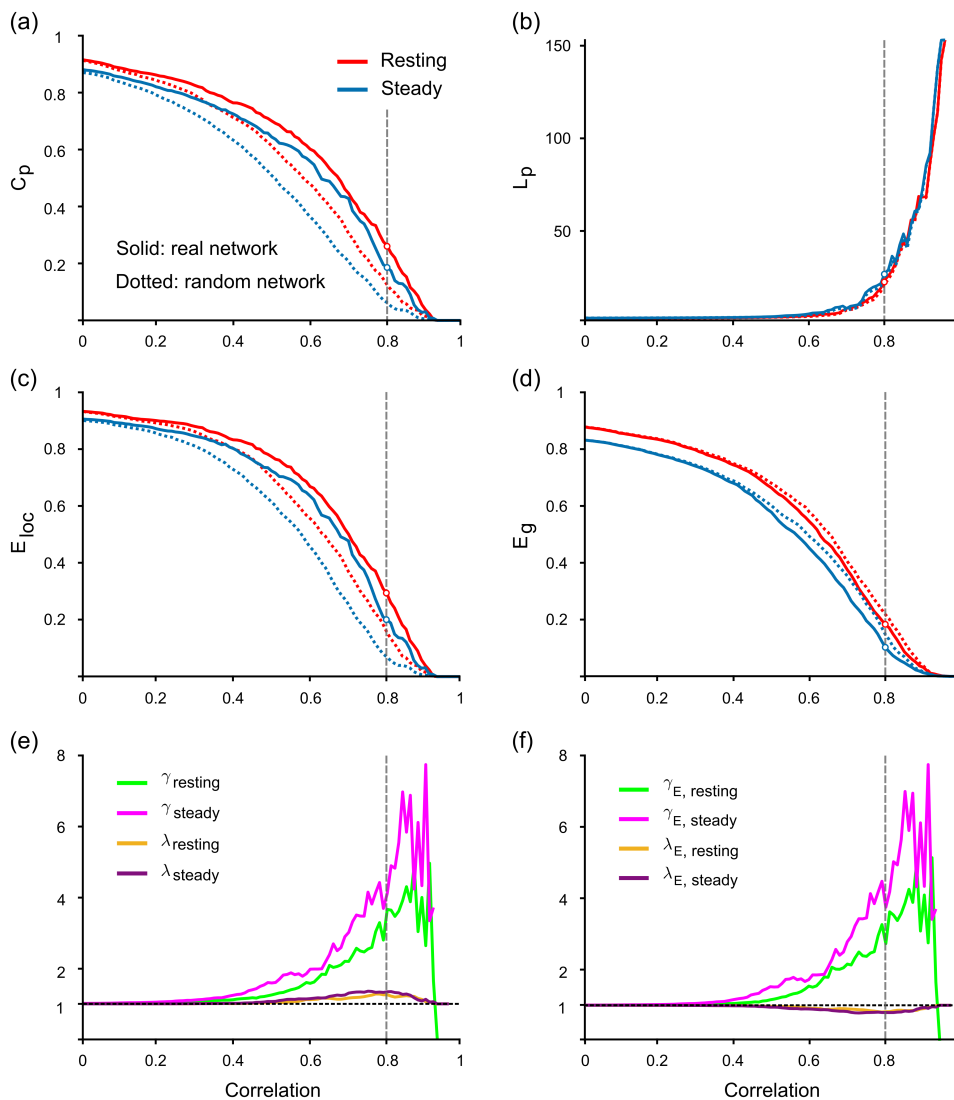 (a)
1
0.8
0.6
0.4
0.2
Cp
Resting
Steady
Solid: real network
Dotted: random network
0 0.2 0.4 0.6 0.8 1
(b)
150
100
50
Lp
0 0.2 0.4 0.6 0.8
(c)
1
0.8
0.6
0.4
0.2
Eloc
0 0.2 0.4 0.6 0.8 1
(d)
1
0.8
0.6
0.4
0.2
Eg
0 0.2 0.4 0.6 0.8
(e)
8
6
4
2
1
γ resting
γ steady
λ resting
λ steady
0 0.2 0.4 0.6 0.8 1
Correlation
(f)
8
6
4
2
1
γE, resting
γE, steady
λE, resting
λE, steady
0 0.2 0.4 0.6 0.8
Correlation